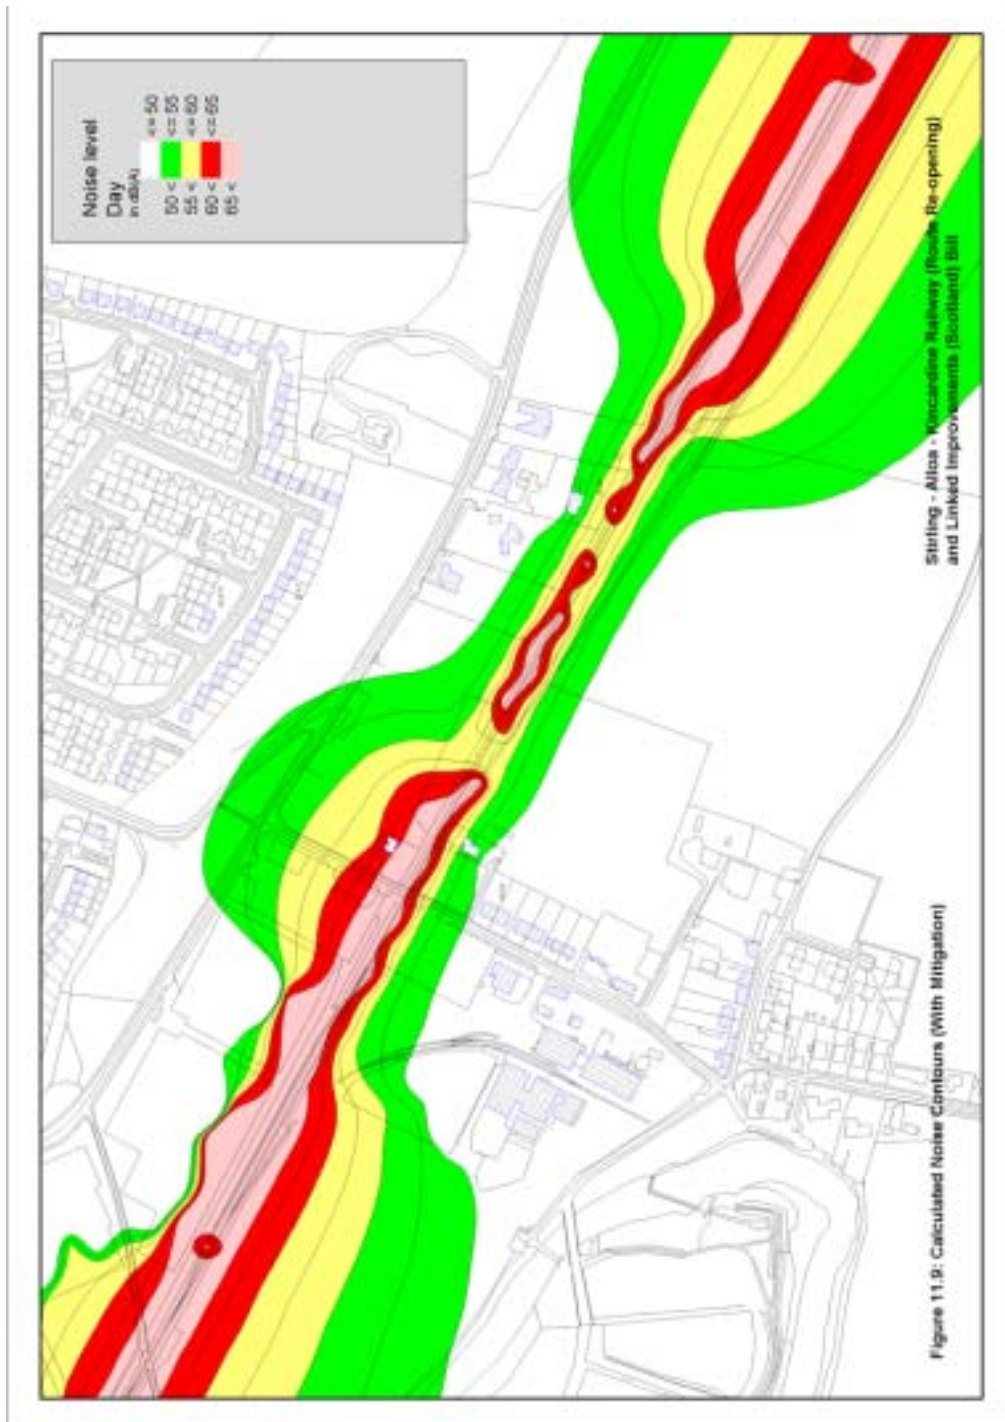 Noise level
Day
in dB(A)
<= 50
50 < <= 55
55 < <= 60
60 < <= 65
65 <
Figure 11.9: Calculated Noise Contours (With Mitigation)
Stirling - Alloa - Kincardine Railway (Route Re-opening)
and Linked Improvements (Scotland) Bill